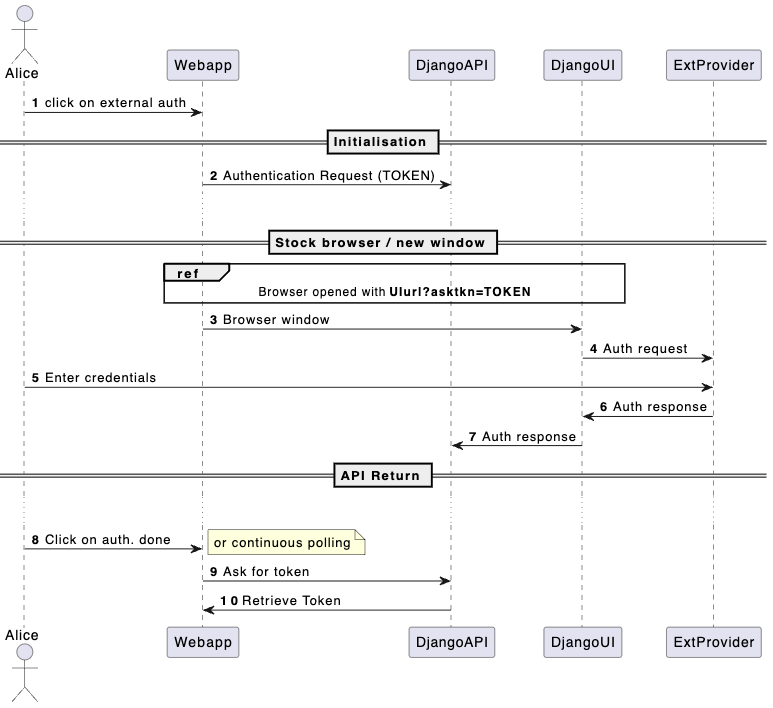 Alice
Webapp
DjangoAPI
DjangoUI
ExtProvider
1 click on external auth
Initialisation
2 Authentication Request (TOKEN)
Stock browser / new window
ref
Browser opened with UIurl?asktkn=TOKEN
3 Browser window
4 Auth request
5 Enter credentials
6 Auth response
7 Auth response
API Return
8 Click on auth. done
or continuous polling
9 Ask for token
10 Retrieve Token
Alice
Webapp
DjangoAPI
DjangoUI
ExtProvider